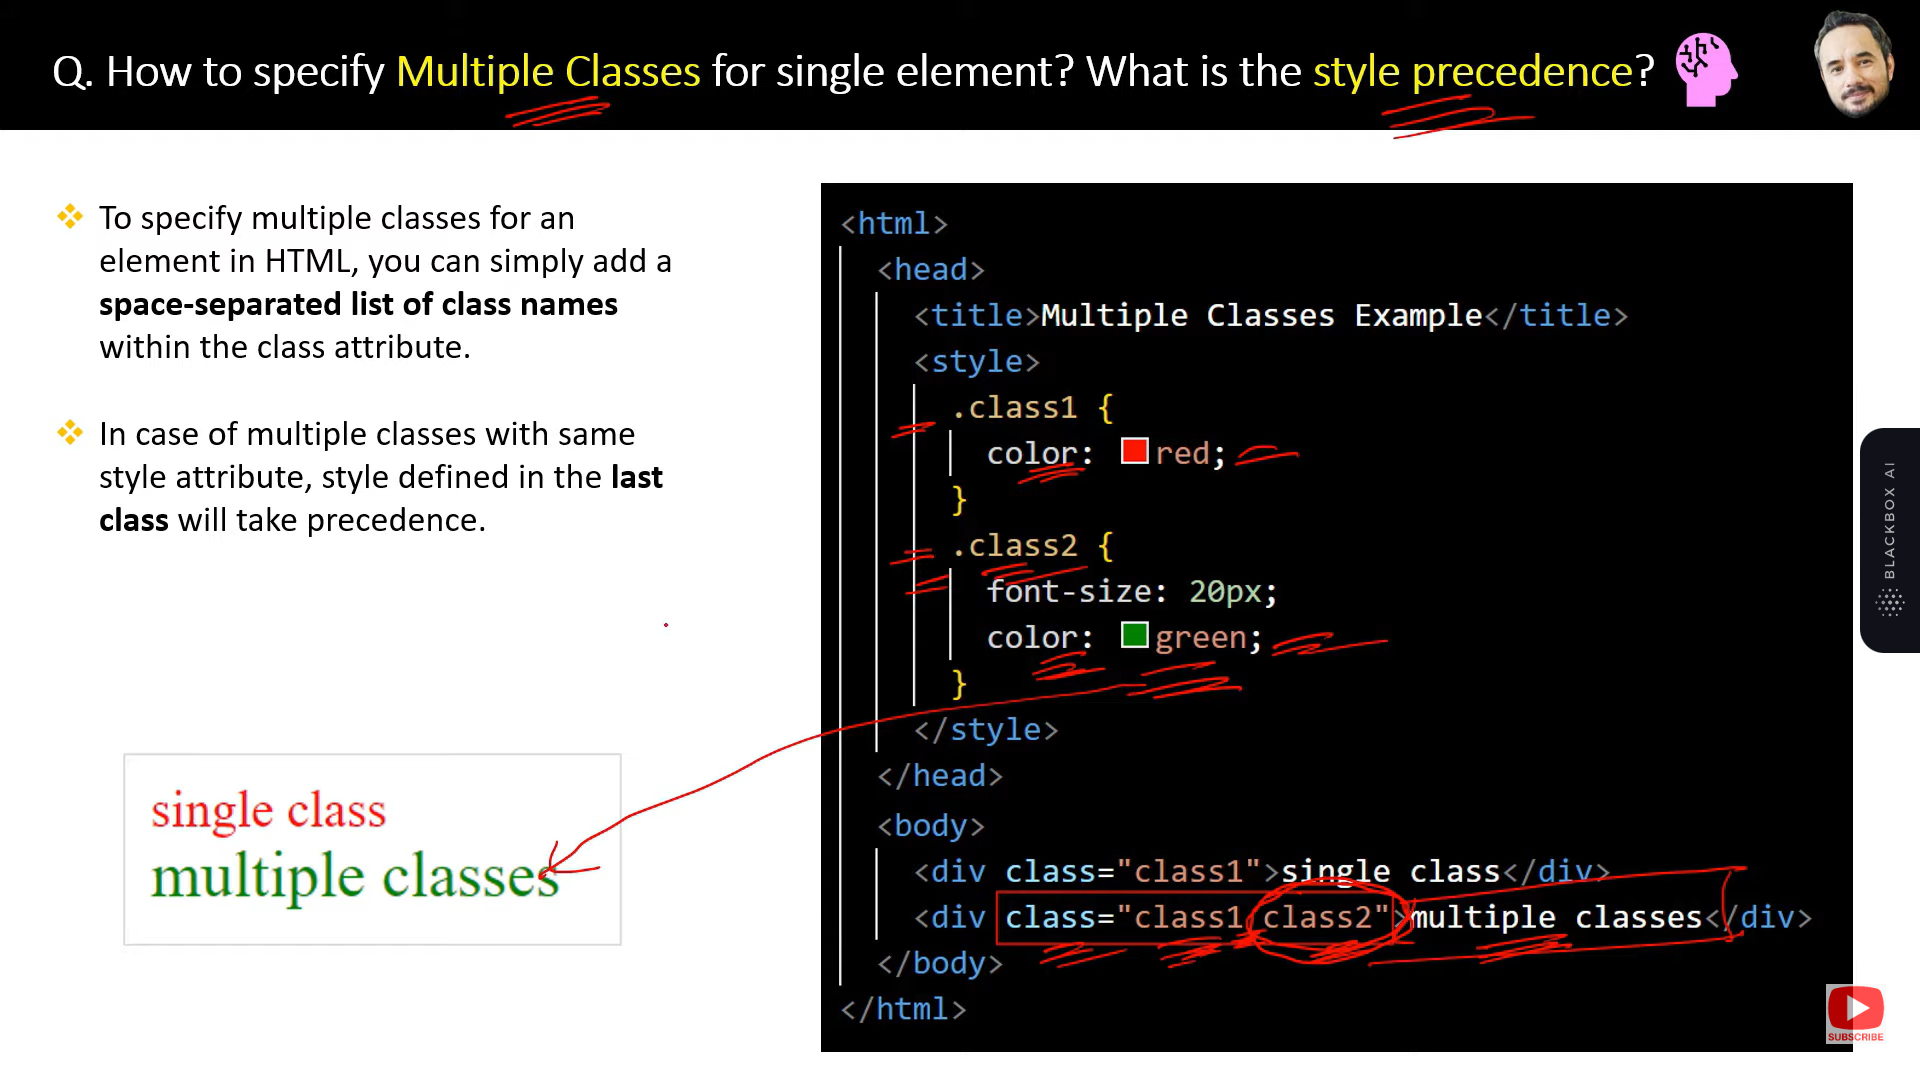 Q. How to specify Multiple Classes for single element? What is the style precedence?
To specify multiple classes for an
element in HTML, you can simply add a
space-separated list of class names
within the class attribute.
In case of multiple classes with same
style attribute, style defined in the last
class will take precedence.
single class
multiple classes
<html>
<head>
<title>Multiple Classes Example</title>
<style>
.class1 {
color: red;
}
.class2 {
font-size: 20px;
color: green;
}
</style>
</head>
<body>
<div class="class1">single class</div>
<div class="class1 class2">multiple classes</div>
</body>
</html>
BLACKBOX AI
SUBSCRIBE